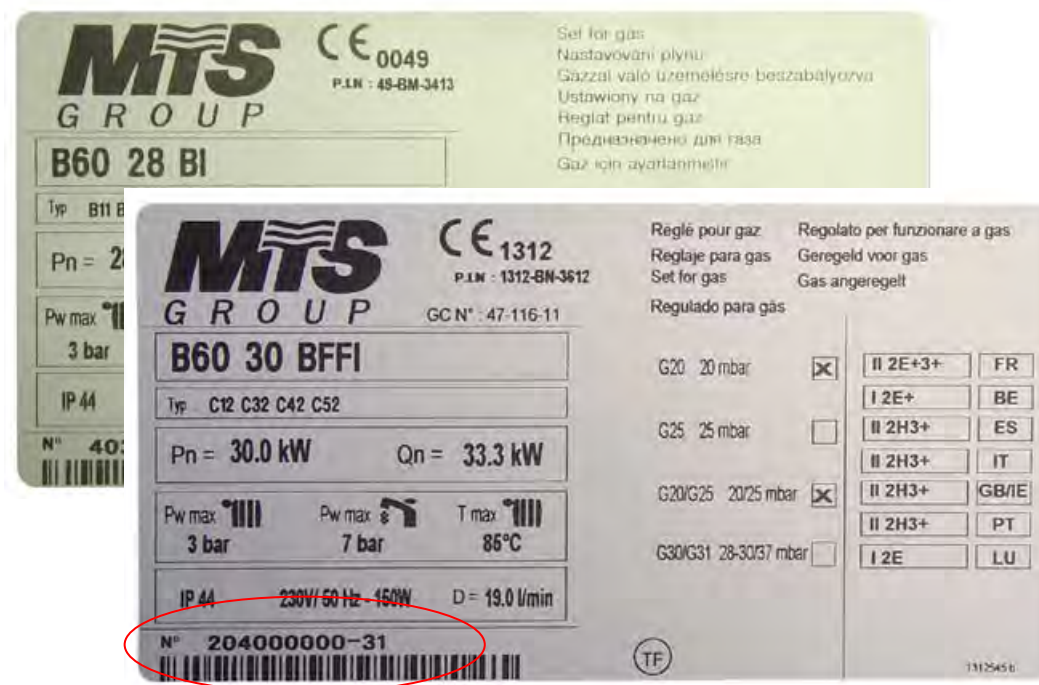 MTS
GROUP
CE 0049
P.I.N : 49-BM-3413
Set for gas
Nastavování plynu
Gázzal való üzemelésre beszabályozva
Ustawiony na gaz
Reglat pentru gaz
Предназначено для газа
Gaz için ayarlanmıştır
B60 28 BI
Typ B11
Pn =
Pw max
3 bar
IP 44
N° 40
MTS
GROUP
CE 1312
P.I.N : 1312-BN-3612
GC N° : 47-116-11
Reglé pour gaz Regolato per funzionare a gas
Reglaje para gas Geregeld voor gas
Set for gas Gas angeregelt
Regulado para gás
B60 30 BFFI
Typ C12 C32 C42 C52
Pn = 30.0 kW Qn = 33.3 kW
Pw max Pw max T max
3 bar 7 bar 86°C
IP 44 230V/ 50 Hz - 150W D = 19.0 l/min
N° 204000000-31
G20 20 mbar
G25 25 mbar
G20/G25 20/25 mbar
G30/G31 28-30/37 mbar
II 2E+3+ FR
I 2E+ BE
II 2H3+ ES
II 2H3+ IT
II 2H3+ GB/IE
II 2H3+ PT
I 2E LU
TF